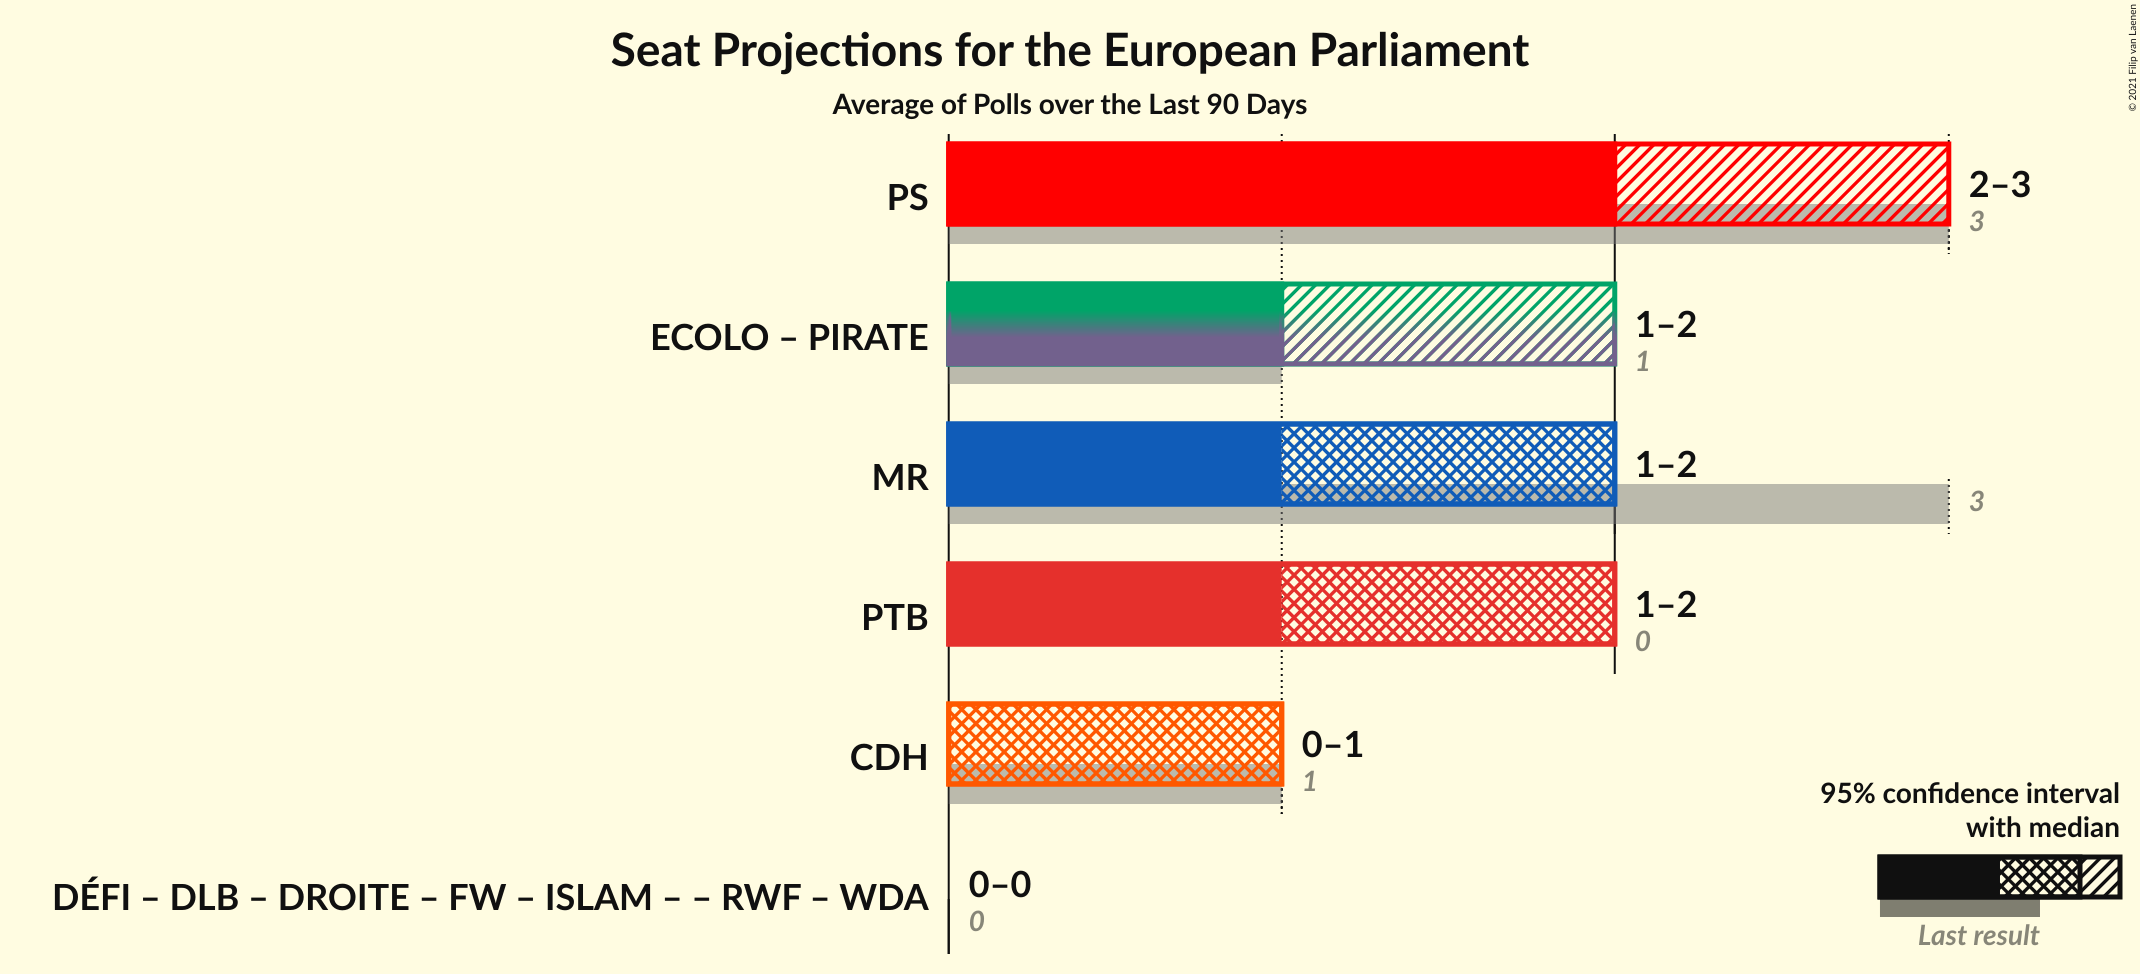 Seat Projections for the European Parliament
Average of Polls over the Last 90 Days
© 2021 Filip van Laenen
PS
2–3
3
ECOLO – PIRATE
1–2
1
MR
1–2
3
PTB
1–2
0
CDH
0–1
1
DÉFI – DLB – DROITE – FW – ISLAM – – RWF – WDA
0–0
0
95% confidence interval
with median
Last result